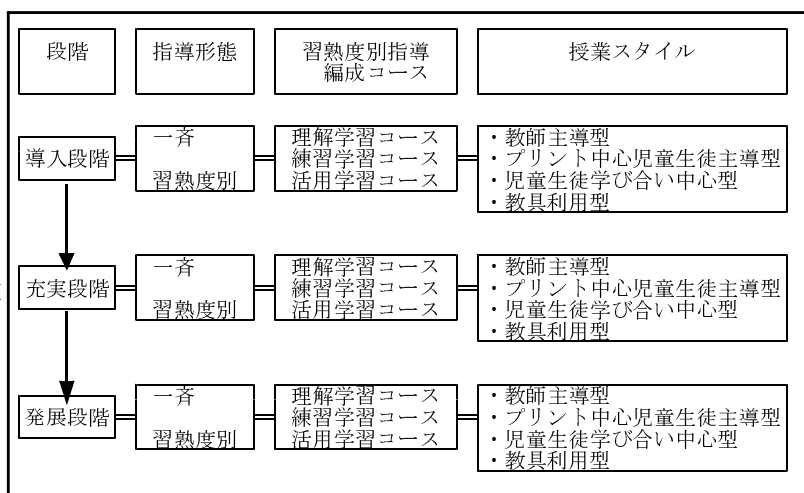 段階
指導形態
習熟度別指導
編成コース
授業スタイル
導入段階
一斉
習熟度別
理解学習コース
練習学習コース
活用学習コース
・教師主導型
・プリント中心児童生徒主導型
・児童生徒学び合い中心型
・教具利用型
充実段階
一斉
習熟度別
理解学習コース
練習学習コース
活用学習コース
・教師主導型
・プリント中心児童生徒主導型
・児童生徒学び合い中心型
・教具利用型
発展段階
一斉
習熟度別
理解学習コース
練習学習コース
活用学習コース
・教師主導型
・プリント中心児童生徒主導型
・児童生徒学び合い中心型
・教具利用型